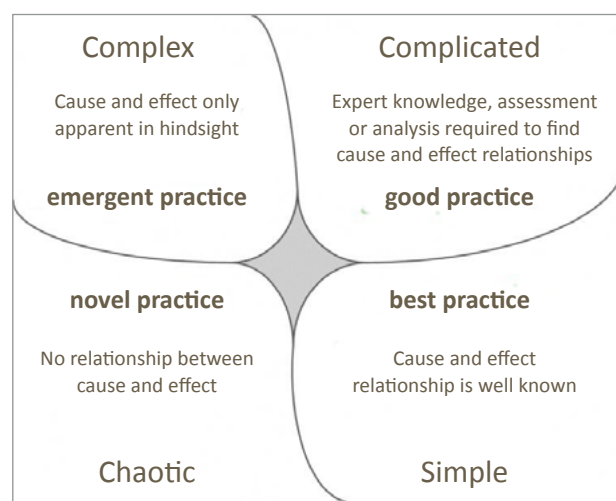 Complex
Cause and effect only
apparent in hindsight
emergent practice
Complicated
Expert knowledge, assessment
or analysis required to find
cause and effect relationships
good practice
novel practice
No relationship between
cause and effect
Chaotic
best practice
Cause and effect
relationship is well known
Simple